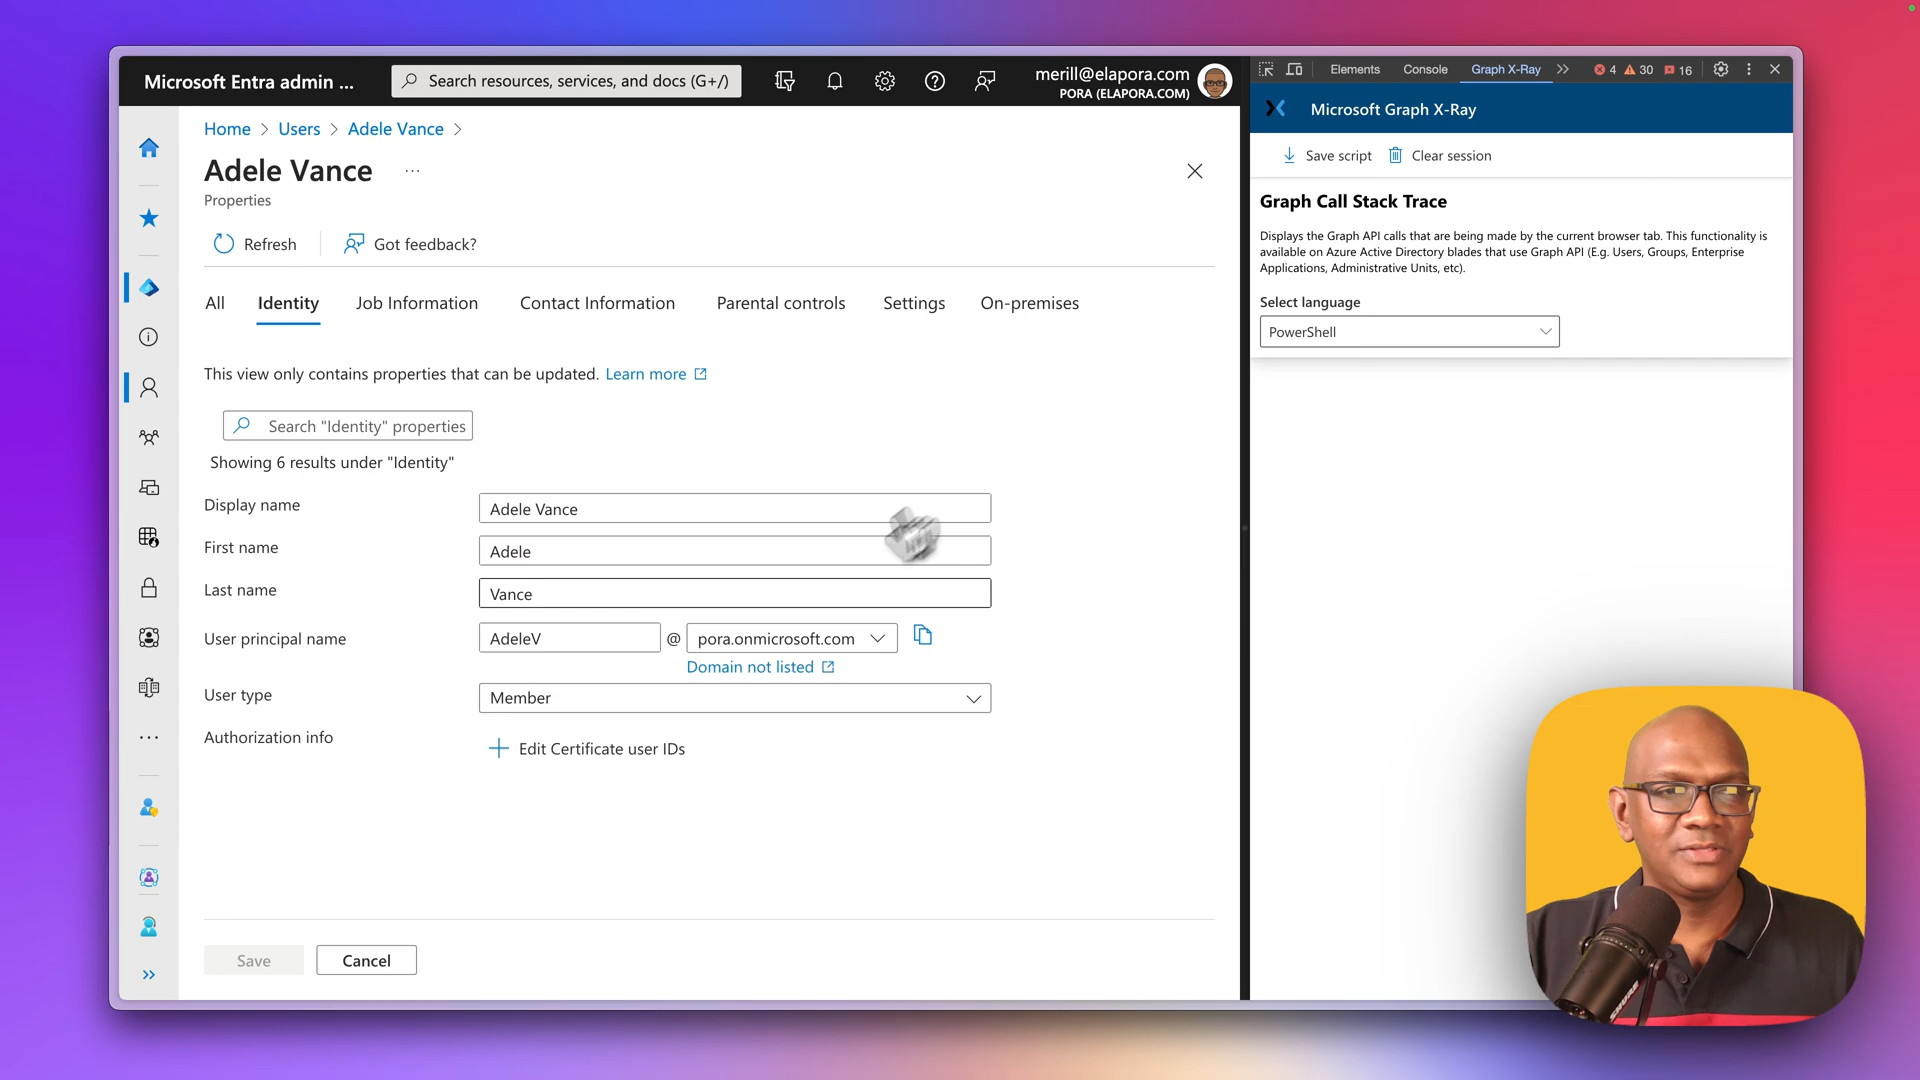 Microsoft Entra admin ...
Search resources, services, and docs (G+/)
merill@elapora.com
PORA (ELAPORA.COM)
Home > Users > Adele Vance >
Adele Vance ...
Properties
Refresh
Got feedback?
All
Identity
Job Information
Contact Information
Parental controls
Settings
On-premises
This view only contains properties that can be updated. Learn more
Search "Identity" properties
Showing 6 results under "Identity"
Display name
Adele Vance
First name
Adele
Last name
Vance
User principal name
AdeleV @ pora.onmicrosoft.com
Domain not listed
User type
Member
Authorization info
+ Edit Certificate user IDs
Save
Cancel
Elements
Console
Graph X-Ray
4
30
16
Microsoft Graph X-Ray
Save script
Clear session
Graph Call Stack Trace
Displays the Graph API calls that are being made by the current browser tab. This functionality is
available on Azure Active Directory blades that use Graph API (E.g. Users, Groups, Enterprise
Applications, Administrative Units, etc).
Select language
PowerShell
SHURE